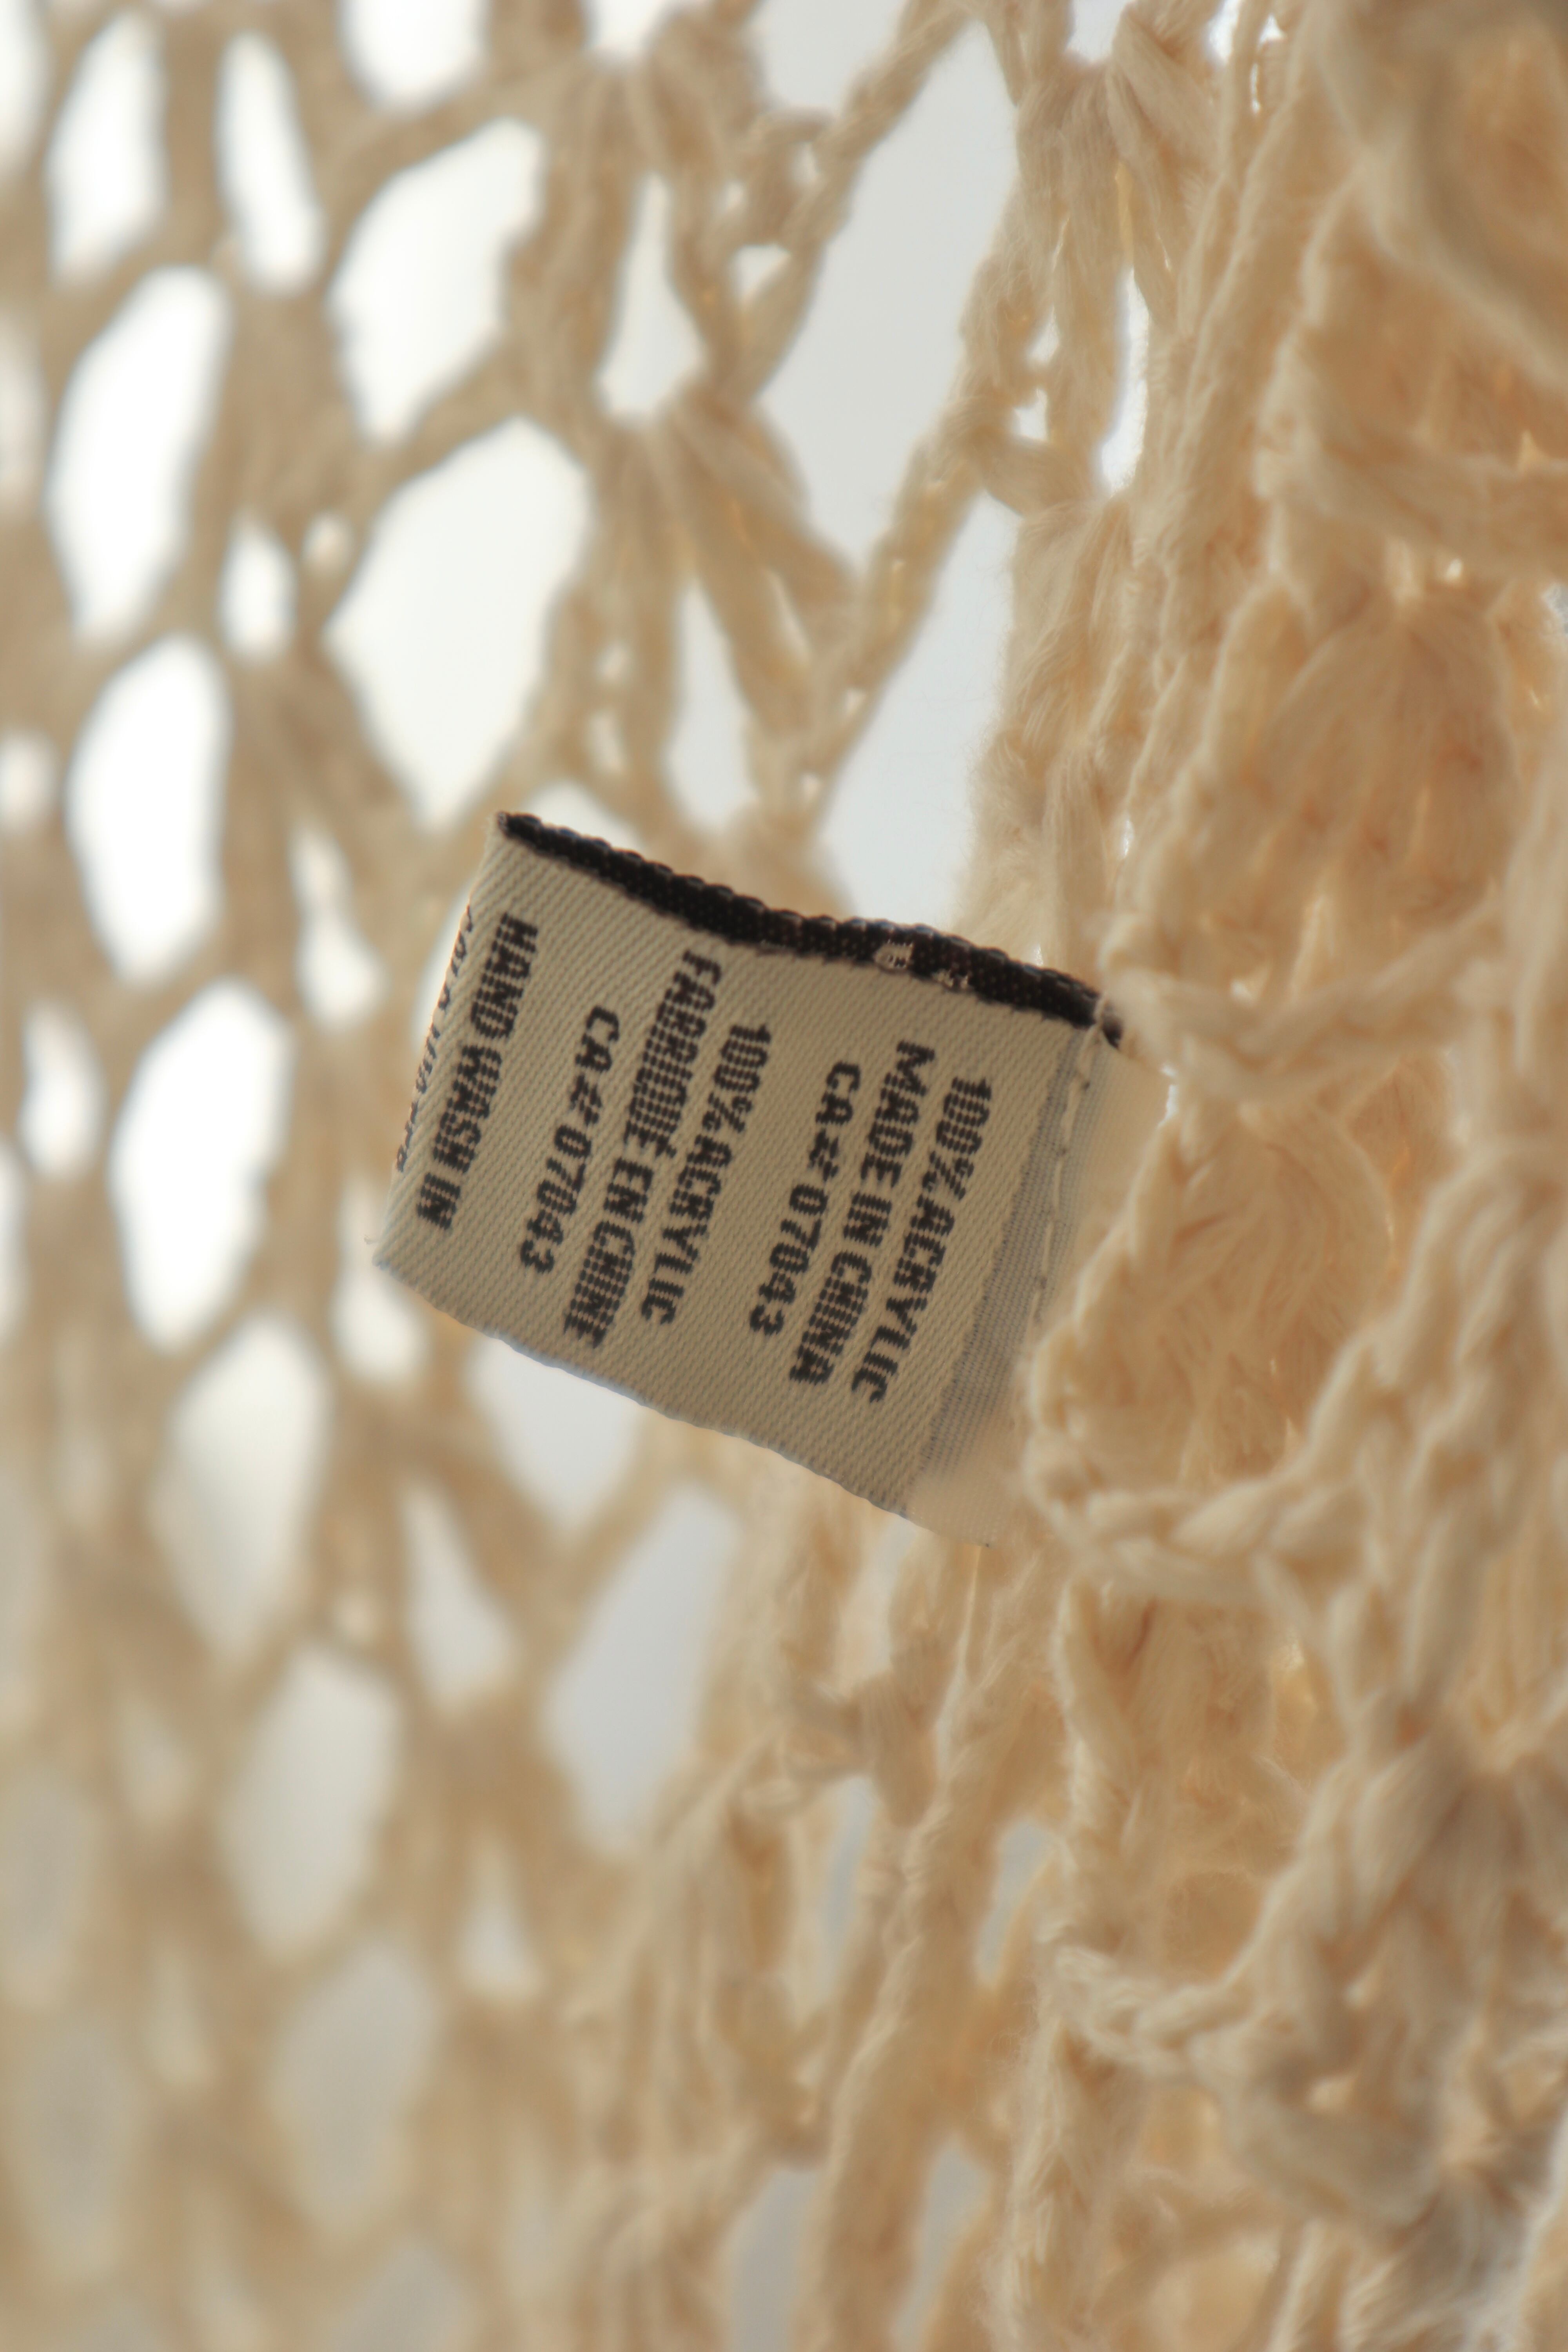 100% ACRYLIC
MADE IN CHINA
CA# 07043
100% ACRYLIC
FABRIQUÉ EN CHINE
CA# 07043
HAND WASH IN